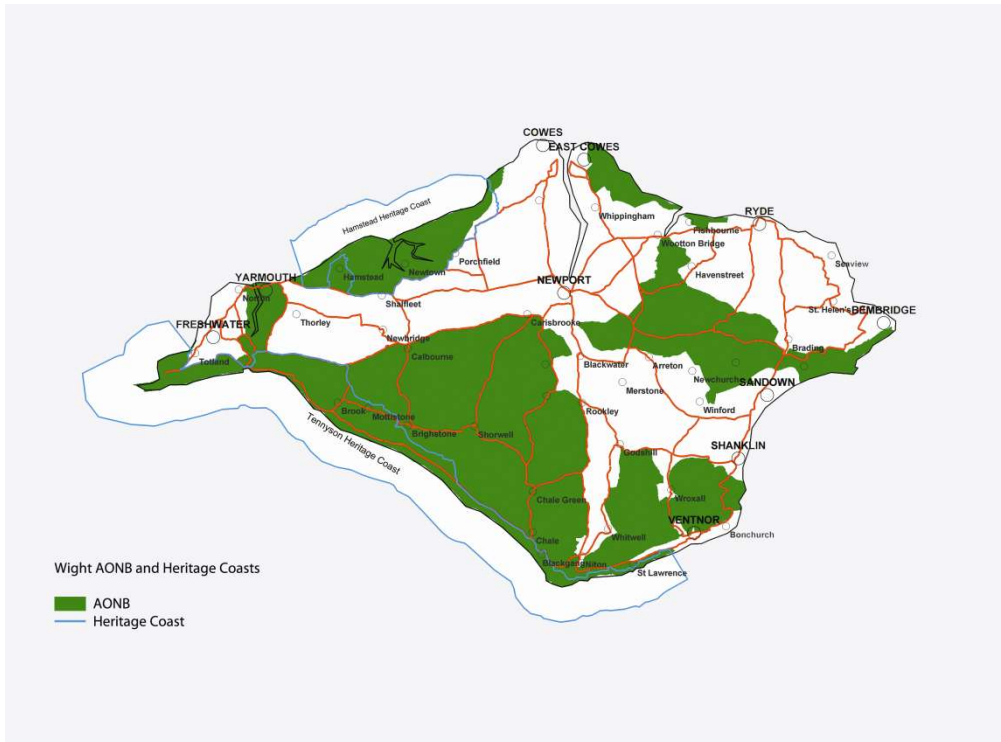 COWES
EAST COWES
Hamstead Heritage Coast
Whippingham
RYDE
Fishbourne
Wootton Bridge
Porchfield
Newtown
Hamstead
Havenstreet
Seaview
YARMOUTH
NEWPORT
Norton
Shalfleet
St. Helen's
BEMBRIDGE
Thorley
Carisbrooke
FRESHWATER
Newbridge
Brading
Calbourne
Totland
Blackwater
Arreton
Newchurch
SANDOWN
Merstone
Brook
Mottistone
Rookley
Winford
Tennyson Heritage Coast
Brighstone
Shorwell
SHANKLIN
Godshill
Chale Green
Wroxall
VENTNOR
Bonchurch
Chale
Whitwell
Blackgang
Niton
St Lawrence
Wight AONB and Heritage Coasts
AONB
Heritage Coast